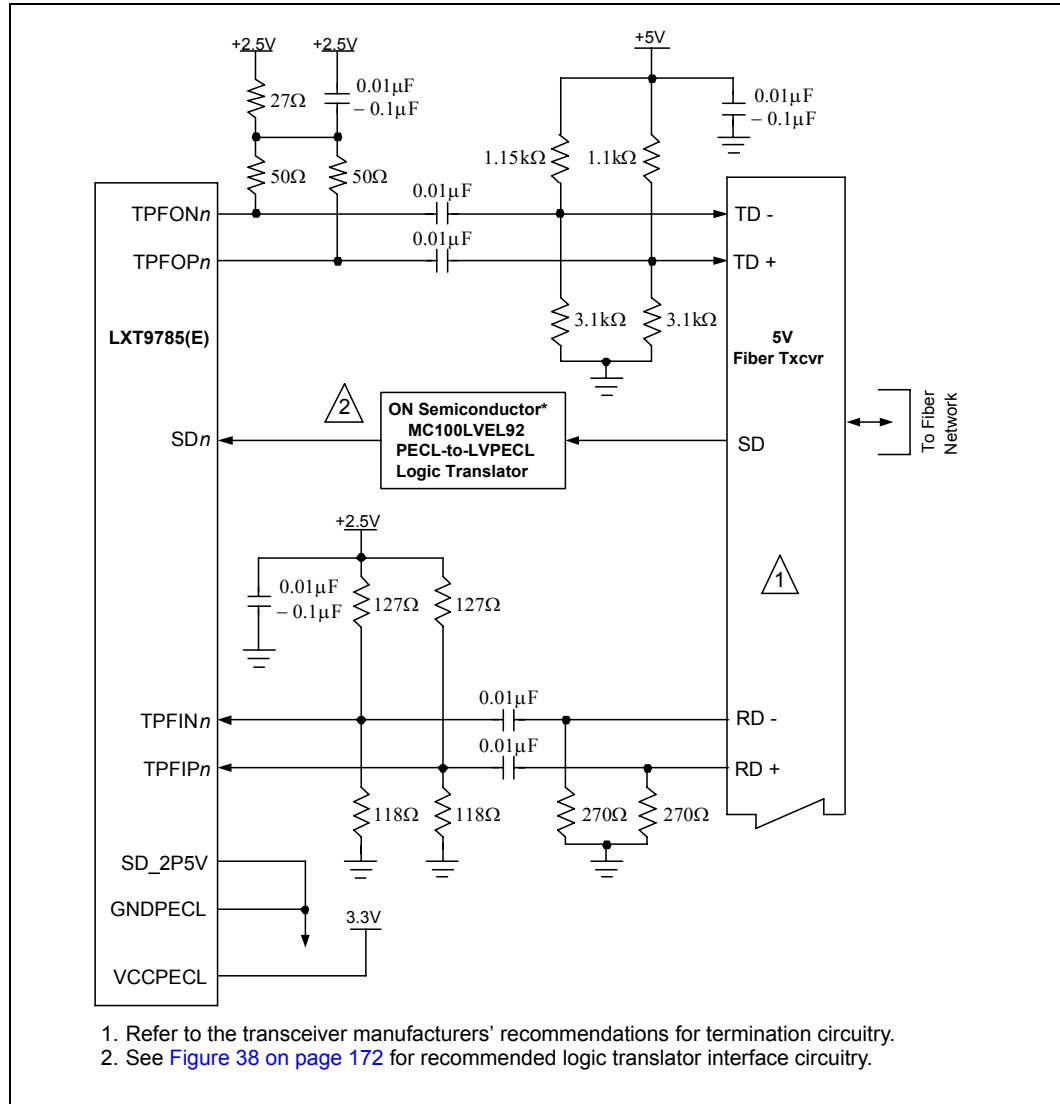 +2.5V
+2.5V
+5V
27Ω
0.01µF
– 0.1µF
0.01µF
– 0.1µF
50Ω
50Ω
1.15kΩ
1.1kΩ
0.01µF
TPFONn
TD -
0.01µF
TPFOPn
TD +
3.1kΩ
3.1kΩ
LXT9785(E)
5V
Fiber Txcvr
2
ON Semiconductor*
MC100LVEL92
PECL-to-LVPECL
Logic Translator
SDn
SD
To Fiber
Network
+2.5V
0.01µF
– 0.1µF
127Ω
127Ω
1
0.01µF
TPFINn
RD -
0.01µF
TPFIPn
RD +
118Ω
118Ω
270Ω
270Ω
SD_2P5V
GNDPECL
3.3V
VCCPECL
1. Refer to the transceiver manufacturers’ recommendations for termination circuitry.
2. See Figure 38 on page 172 for recommended logic translator interface circuitry.